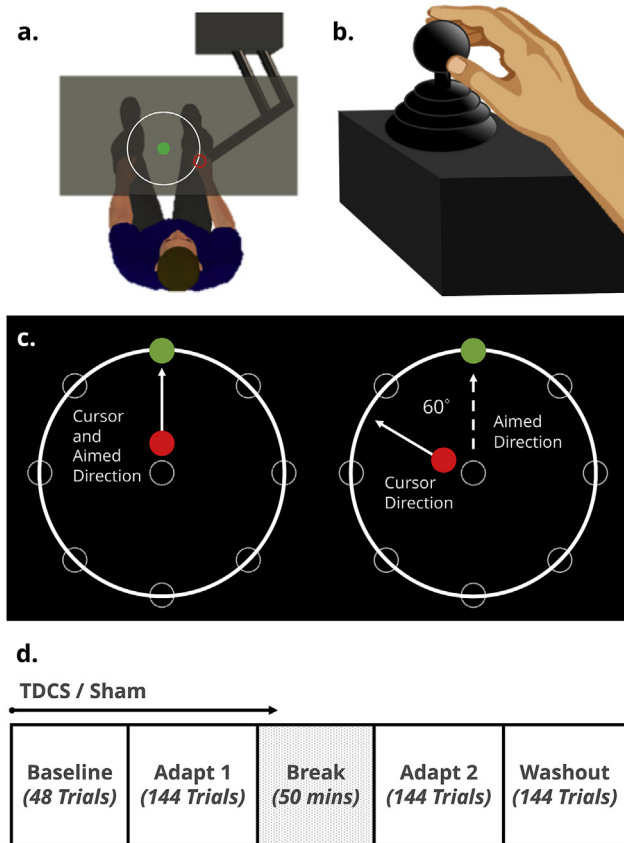 a.
b.
c.
Cursor
and
Aimed
Direction
60°
Aimed
Direction
Cursor
Direction
d.
TDCS / Sham
Baseline
(48 Trials)
Adapt 1
(144 Trials)
Break
(50 mins)
Adapt 2
(144 Trials)
Washout
(144 Trials)